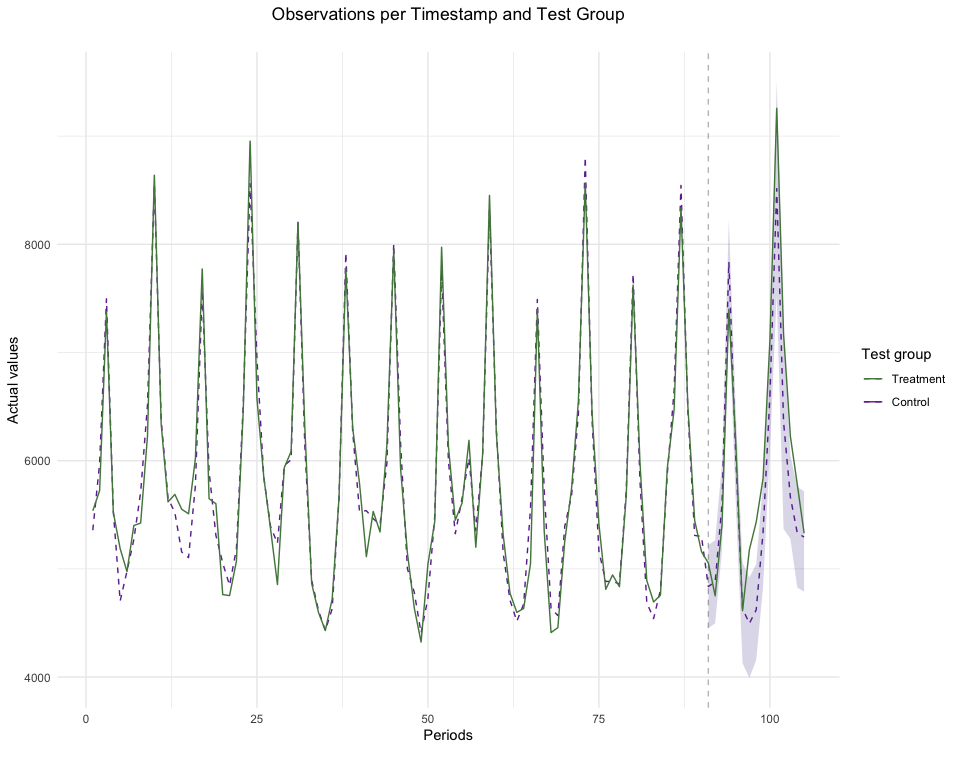 Observations per Timestamp and Test Group
Actual values
8000
6000
4000
0
25
50
75
100
Periods
Test group
Treatment
Control